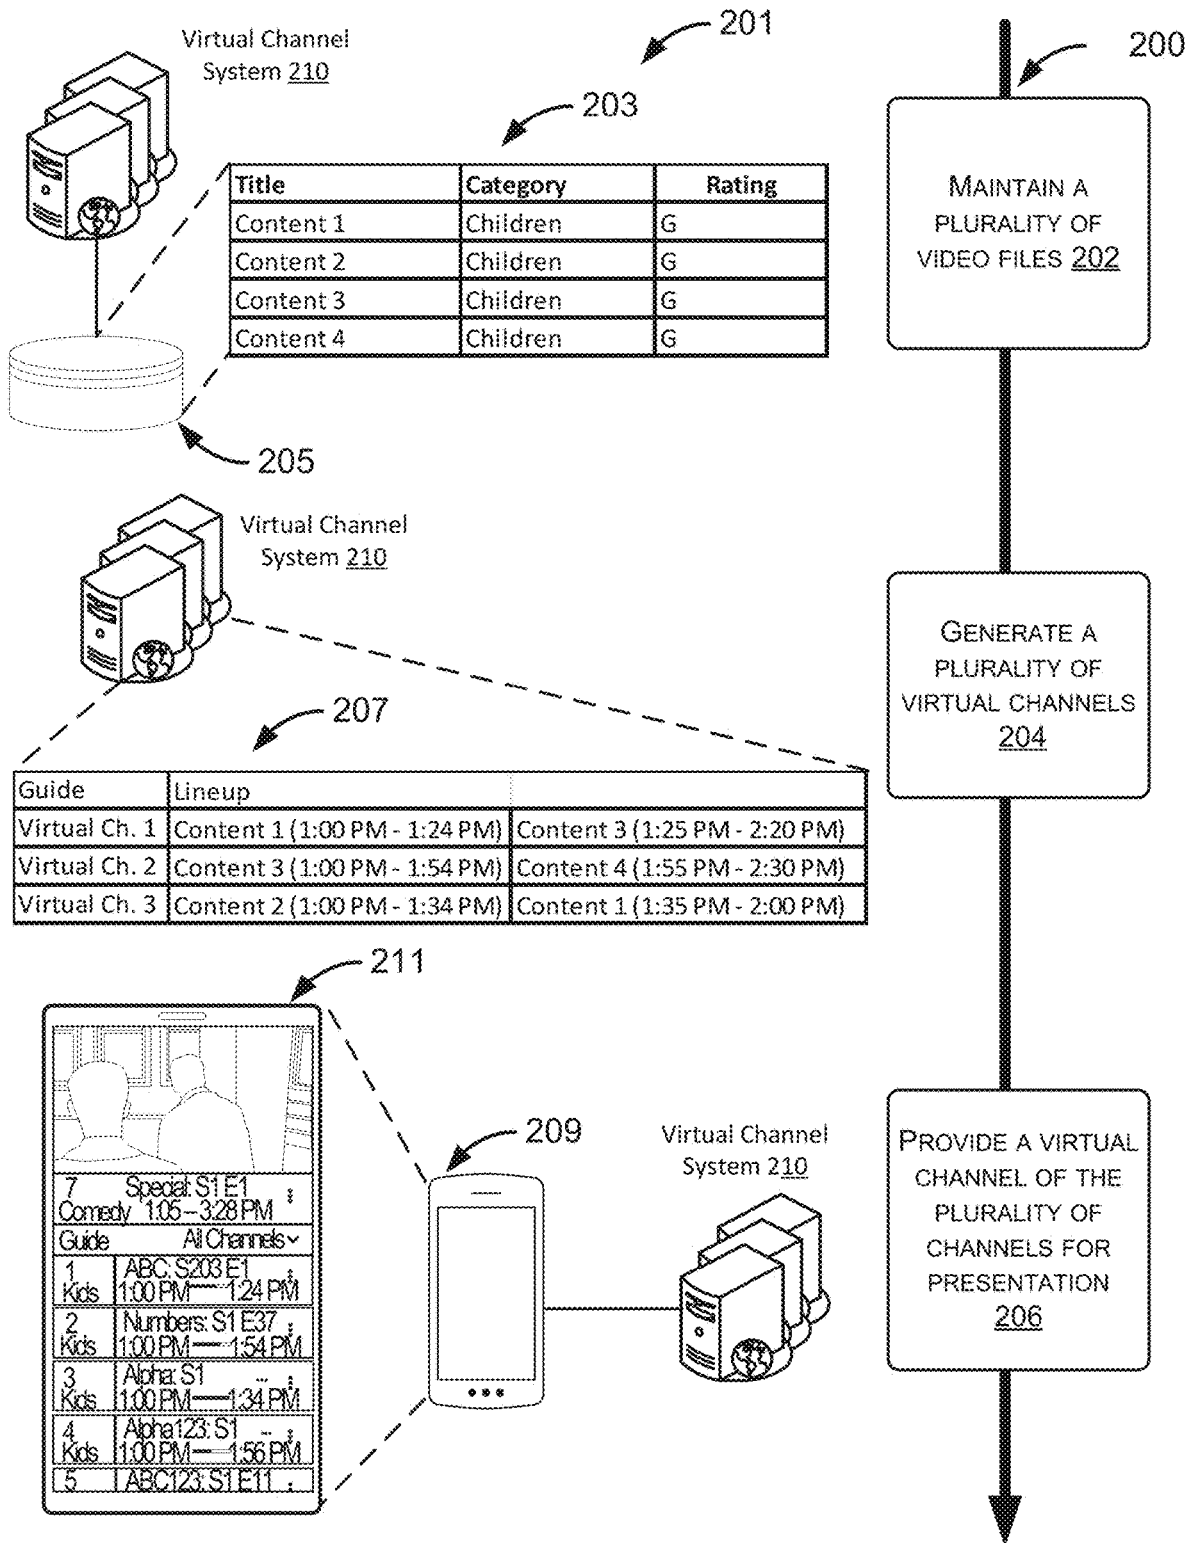 201
200
Virtual Channel
System 210
203
Title Category Rating
Content 1 Children G
Content 2 Children G
Content 3 Children G
Content 4 Children G
205
MAINTAIN A
PLURALITY OF
VIDEO FILES 202
Virtual Channel
System 210
207
Guide Lineup
Virtual Ch. 1 Content 1 (1:00 PM - 1:24 PM) Content 3 (1:25 PM - 2:20 PM)
Virtual Ch. 2 Content 3 (1:00 PM - 1:54 PM) Content 4 (1:55 PM - 2:30 PM)
Virtual Ch. 3 Content 2 (1:00 PM - 1:34 PM) Content 1 (1:35 PM - 2:00 PM)
GENERATE A
PLURALITY OF
VIRTUAL CHANNELS
204
211
7 Special: S1 E1
Comedy 1:05 – 3:28 PM
Guide All Channels
1 ABC: S203 E1
Kids 1:00 PM 1:24 PM
2 Numbers: S1 E37
Kids 1:00 PM 1:54 PM
3 Alpha: S1 ...
Kids 1:00 PM 1:34 PM
4 Alpha123: S1 ...
Kids 1:00 PM 1:56 PM
5 ABC123: S1 E11
209
Virtual Channel
System 210
PROVIDE A VIRTUAL
CHANNEL OF THE
PLURALITY OF
CHANNELS FOR
PRESENTATION
206